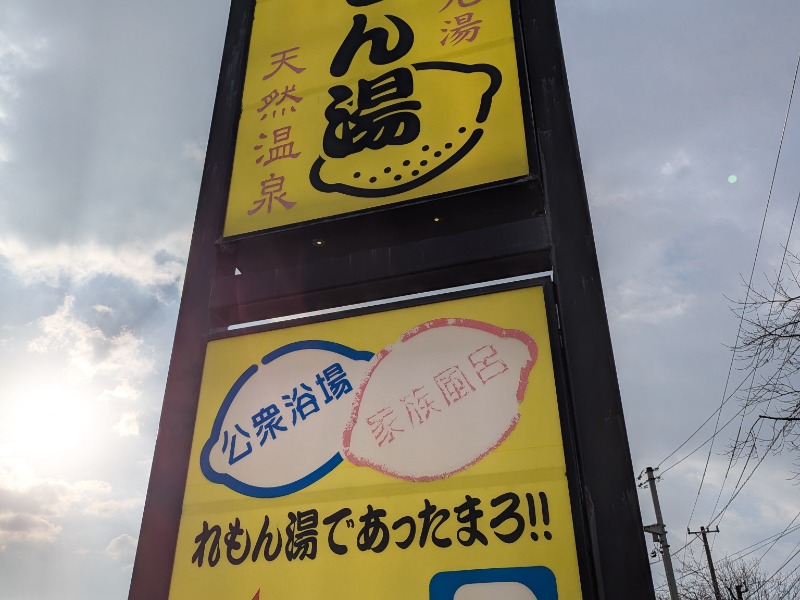 ん湯
湯
天然温泉
公衆浴場
家族風呂
れもん湯であったまろ!!